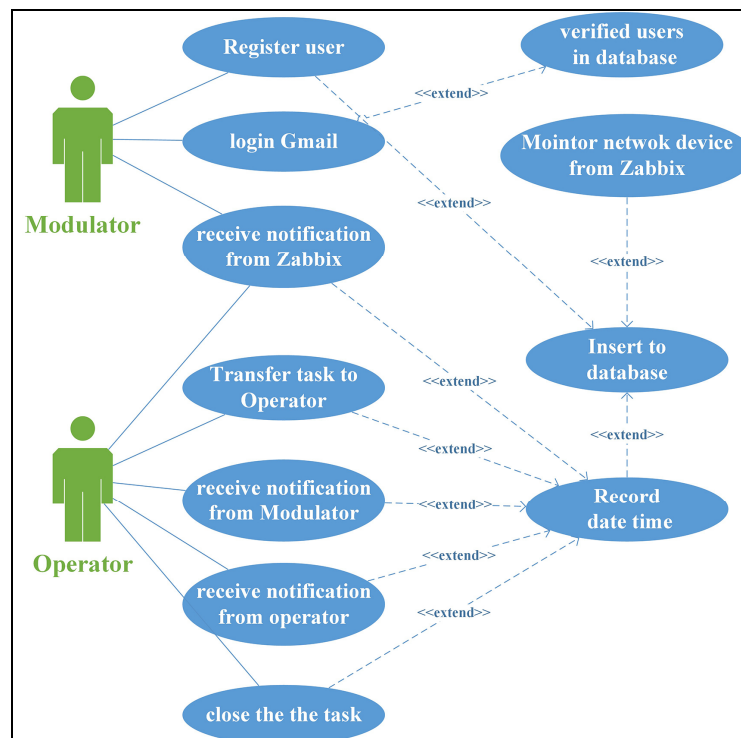 Register user
verified users
in database
<<extend>>
login Gmail
Mointor netwok device
from Zabbix
Modulator
<<extend>>
receive notification
from Zabbix
<<extend>>
Insert to
database
Transfer task to
Operator
<<extend>>
<<extend>>
<<extend>>
receive notification
from Modulator
<<extend>>
Record
date time
Operator
<<extend>>
receive notification
from operator
<<extend>>
close the the task